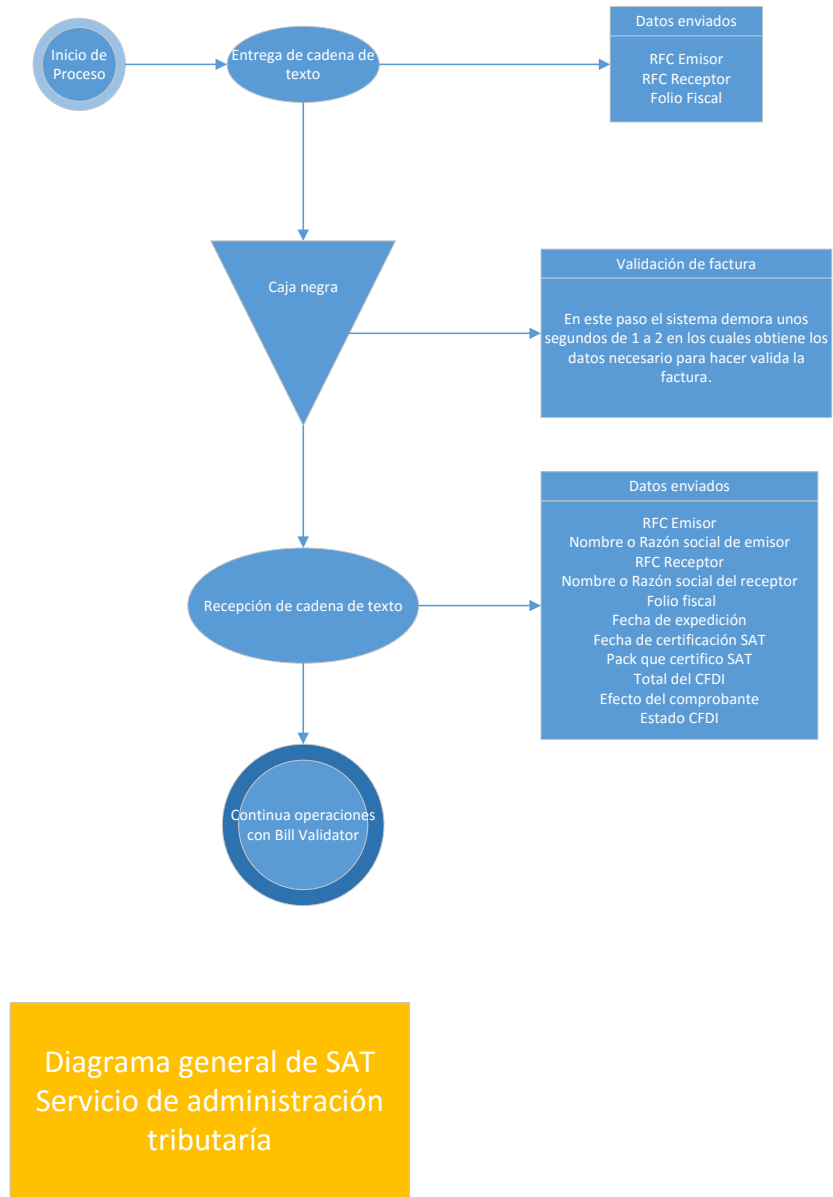 Inicio de
Proceso
Entrega de cadena de
texto
Datos enviados
RFC Emisor
RFC Receptor
Folio Fiscal
Caja negra
Validación de factura
En este paso el sistema demora unos
segundos de 1 a 2 en los cuales obtiene los
datos necesario para hacer valida la
factura.
Recepción de cadena de texto
Datos enviados
RFC Emisor
Nombre o Razón social de emisor
RFC Receptor
Nombre o Razón social del receptor
Folio fiscal
Fecha de expedición
Fecha de certificación SAT
Pack que certifico SAT
Total del CFDI
Efecto del comprobante
Estado CFDI
Continua operaciones
con Bill Validator
Diagrama general de SAT
Servicio de administración
tributaría